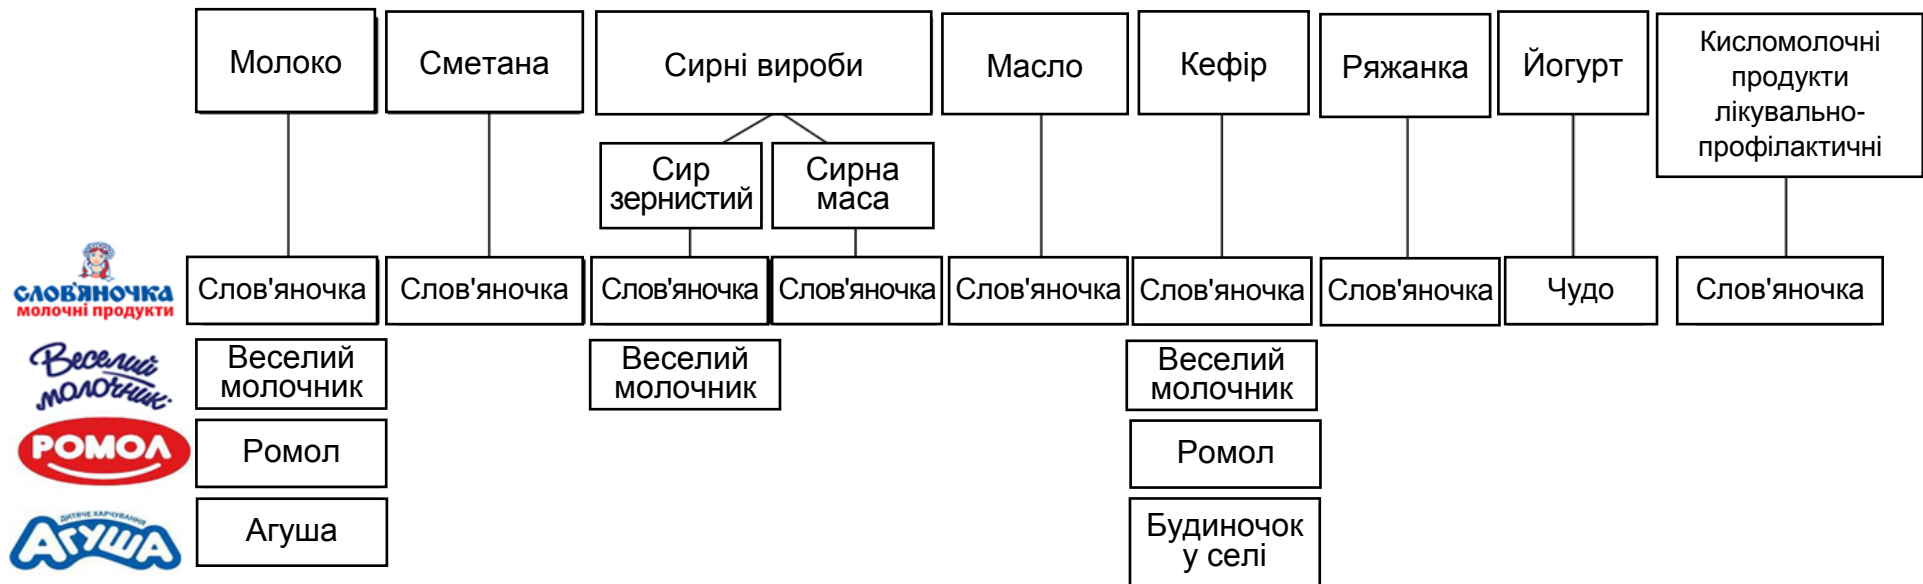 Молоко
Сметана
Сирні вироби
Масло
Кефір
Ряжанка
Йогурт
Кисломолочні
продукти
лікувально-
профілактичні
Сир
зернистий
Сирна
маса
СЛОВ'ЯНОЧКА
МОЛОЧНІ ПРОДУКТИ
Слов'яночка
Слов'яночка
Слов'яночка
Слов'яночка
Слов'яночка
Слов'яночка
Слов'яночка
Чудо
Слов'яночка
Веселий
молочник
Веселий
молочник
Веселий
молочник
Веселий
молочник
РОМОЛ
Ромол
Ромол
ДИТЯЧЕ ХАРЧУВАННЯ
АГУША
Агуша
Будиночок
у селі